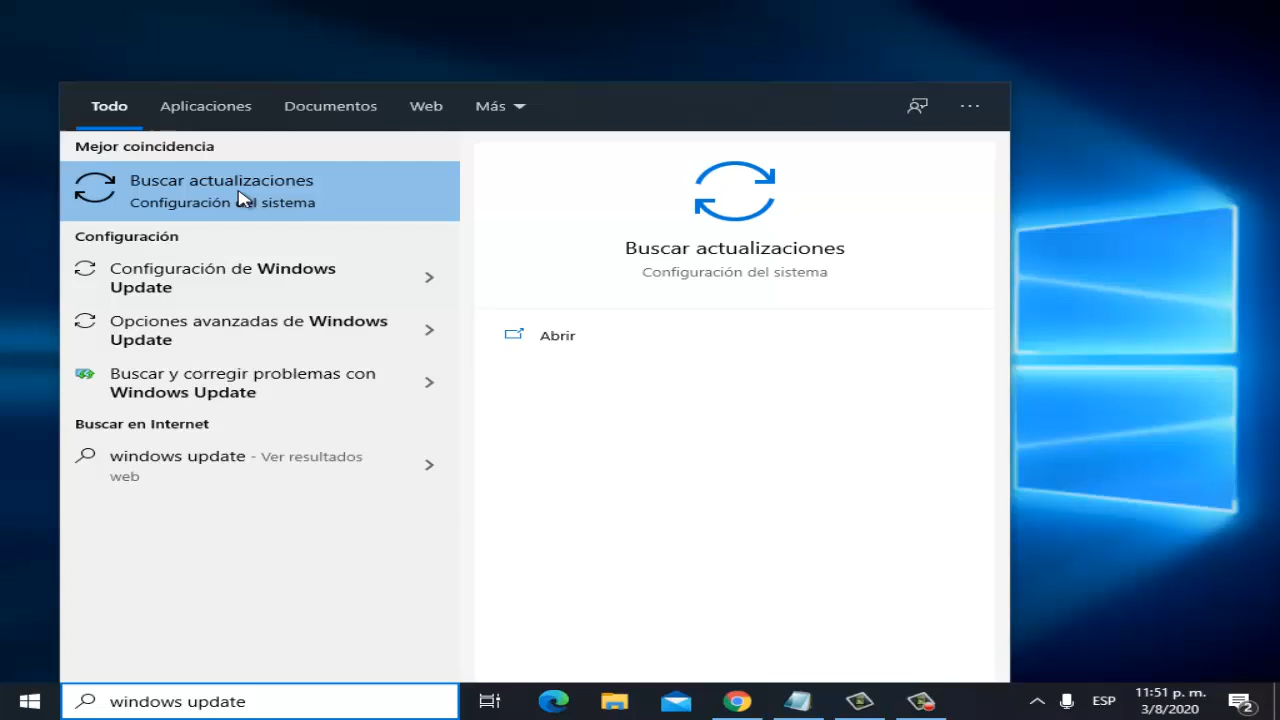 Todo Aplicaciones Documentos Web Más
Mejor coincidencia
Buscar actualizaciones
Configuración del sistema
Configuración
Configuración de Windows
Update
Opciones avanzadas de Windows
Update
Buscar y corregir problemas con
Windows Update
Buscar en Internet
windows update - Ver resultados
web
Buscar actualizaciones
Configuración del sistema
Abrir
windows update
ESP
11:51 p. m.
3/8/2020
2